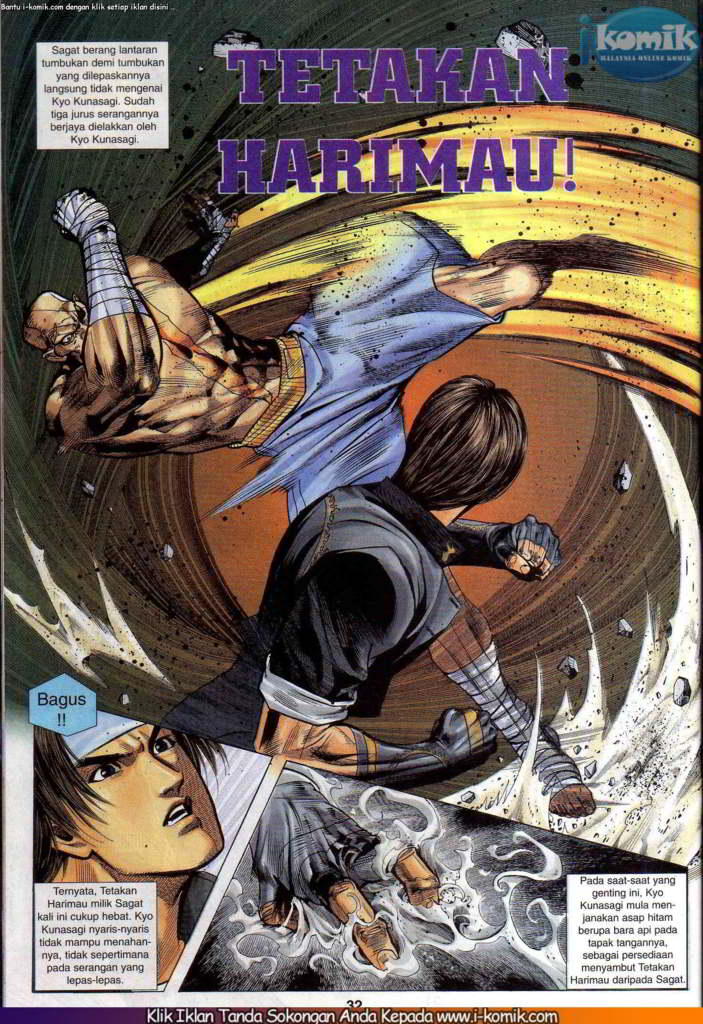 Bantu i-komik.com dengan klik setiap iklan disini ..
i komik
MALAYSIA ONLINE KOMIK
Sagat berang lantaran
tumbukan demi tumbukan
yang dilepaskannya
langsung tidak mengenai
Kyo Kunasagi. Sudah
tiga jurus serangannya
berjaya dielakkan oleh
Kyo Kunasagi.
TETAKAN
HARIMAU!
Bagus
!!
Ternyata, Tetakan
Harimau milik Sagat
kali ini cukup hebat. Kyo
Kunasagi nyaris-nyaris
tidak mampu menahan-
nya, tidak sepertimana
pada serangan yang
lepas-lepas.
Pada saat-saat yang
genting ini, Kyo
Kunasagi mula men-
janakan asap hitam
berupa bara api pada
tapak tangannya,
sebagai persediaan
menyambut Tetakan
Harimau daripada Sagat.
32
Klik Iklan Tanda Sokongan Anda Kepada www.i-komik.com